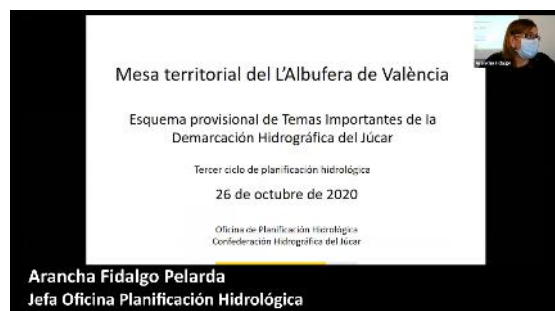 Mesa territorial del L'Albufera de València
Esquema provisional de Temas Importantes de la
Demarcación Hidrográfica del Júcar
Tercer ciclo de planificación hidrológica
26 de octubre de 2020
Oficina de Planificación Hidrológica
Confederación Hidrográfica del Júcar
Arancha Fidalgo Pelarda
Jefa Oficina Planificación Hidrológica